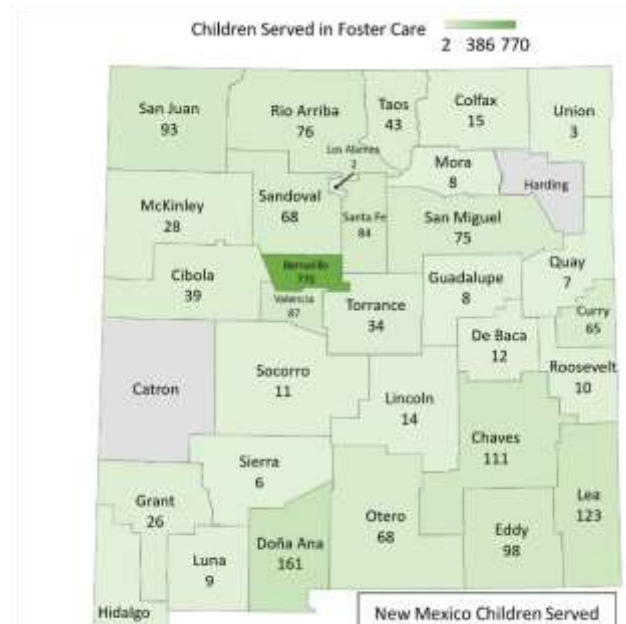 Children Served in Foster Care
2 386 770
San Juan
93
Rio Arriba
76
Taos
43
Colfax
15
Union
3
Los Alamos
2
Mora
8
Harding
McKinley
28
Sandoval
68
Santa Fe
84
San Miguel
75
Bernalillo
770
Cibola
39
Valencia
87
Torrance
34
Guadalupe
8
Quay
7
Curry
65
De Baca
12
Roosevelt
10
Catron
Socorro
11
Lincoln
14
Chaves
111
Sierra
6
Grant
26
Luna
9
Doña Ana
161
Otero
68
Eddy
98
Lea
123
Hidalgo
New Mexico Children Served